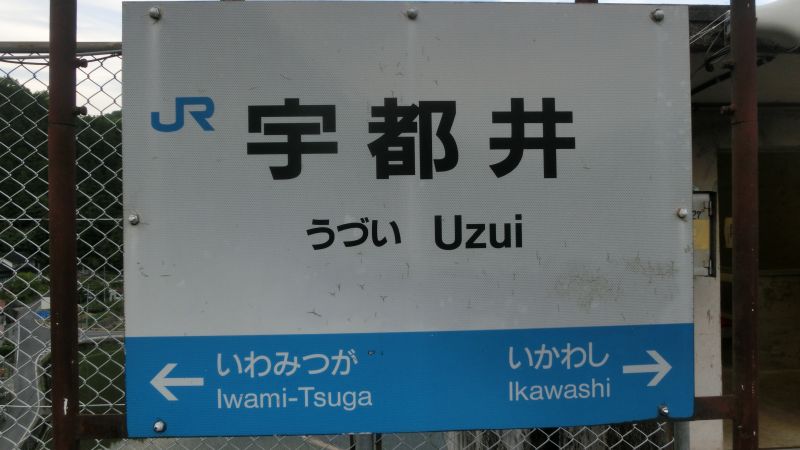 JR 宇都井
うづい Uzui
← いわみつが いかわし →
Iwami-Tsuga Ikawashi
27